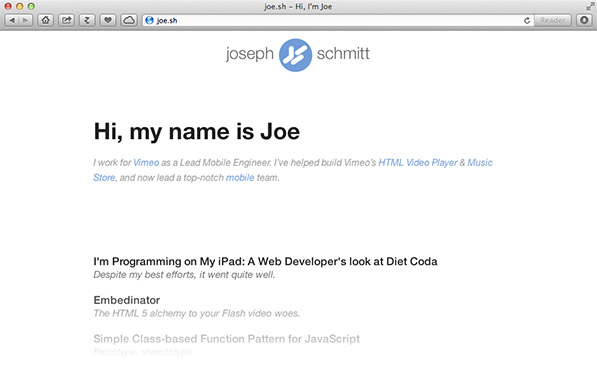 joe.sh – Hi, I'm Joe
joe.sh
Reader
joseph schmitt
Hi, my name is Joe
I work for Vimeo as a Lead Mobile Engineer. I've helped build Vimeo's HTML Video Player & Music
Store, and now lead a top-notch mobile team.
I'm Programming on My iPad: A Web Developer's look at Diet Coda
Despite my best efforts, it went quite well.
Embedinator
The HTML 5 alchemy to your Flash video woes.
Simple Class-based Function Pattern for JavaScript